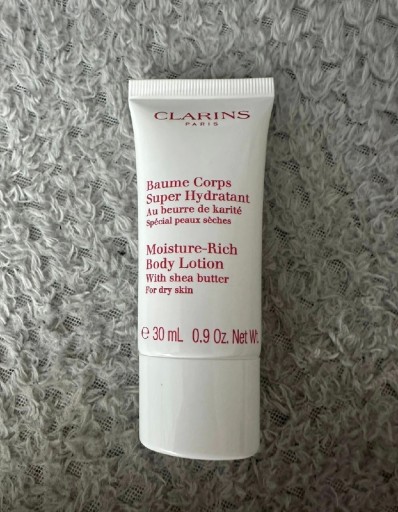 CLARINS
PARIS
Baume Corps
Super Hydratant
Au beurre de karité
Spécial peaux sèches
Moisture-Rich
Body Lotion
With shea butter
For dry skin
℮ 30 mL 0.9 Oz. Net Wt.